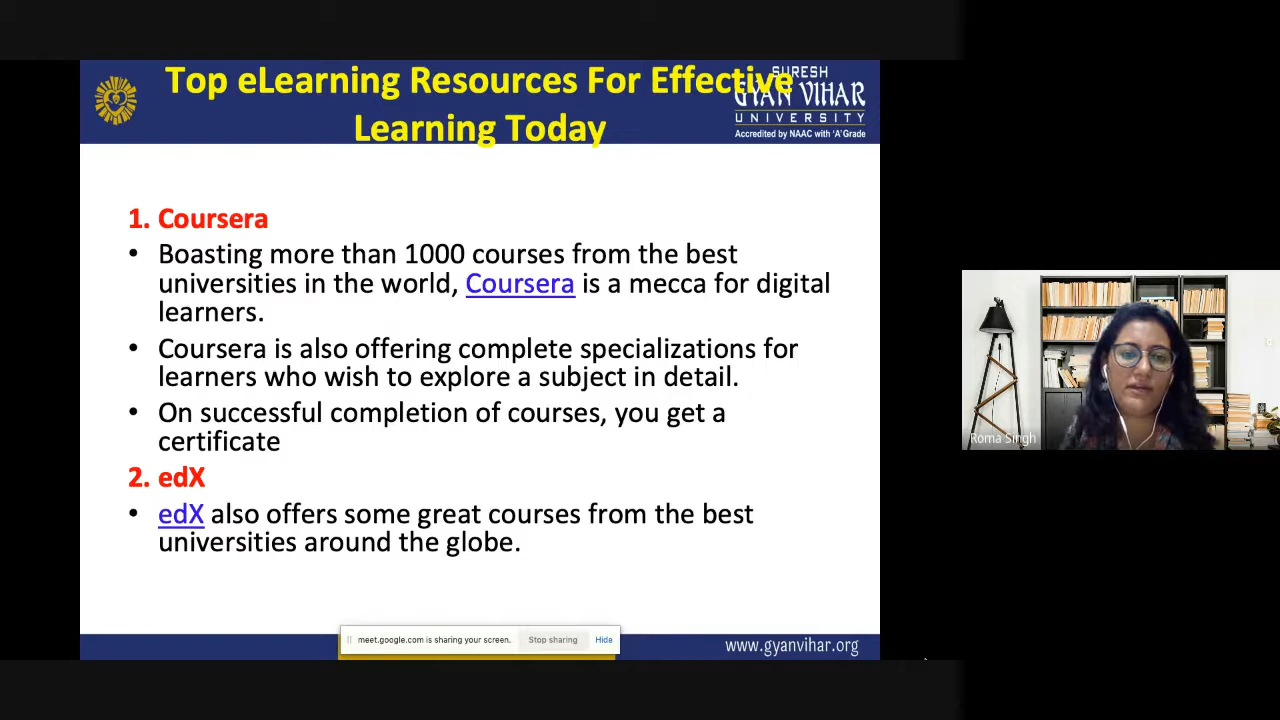 Top eLearning Resources For Effective
Learning Today
SURESH
GYAN VIHAR
UNIVERSITY
Accredited by NAAC with 'A' Grade
1. Coursera
• Boasting more than 1000 courses from the best
universities in the world, Coursera is a mecca for digital
learners.
• Coursera is also offering complete specializations for
learners who wish to explore a subject in detail.
• On successful completion of courses, you get a
certificate
2. edX
• edX also offers some great courses from the best
universities around the globe.
meet.google.com is sharing your screen. Stop sharing Hide
www.gyanvihar.org
Roma Singh